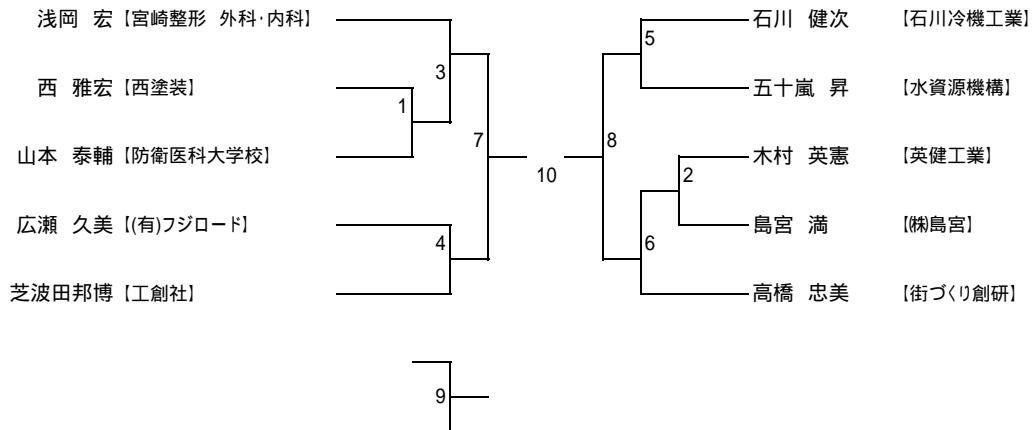 浅岡 宏【宮崎整形 外科・内科】
西 雅宏【西塗装】
山本 泰輔【防衛医科大学校】
広瀬 久美【(有)フジロード】
芝波田邦博【工創社】
3
1
7
4
10
石川 健次 【石川冷機工業】
五十嵐 昇 【水資源機構】
木村 英憲 【英健工業】
島宮 満 【㈱島宮】
高橋 忠美 【街づくり創研】
5
8
2
6
9